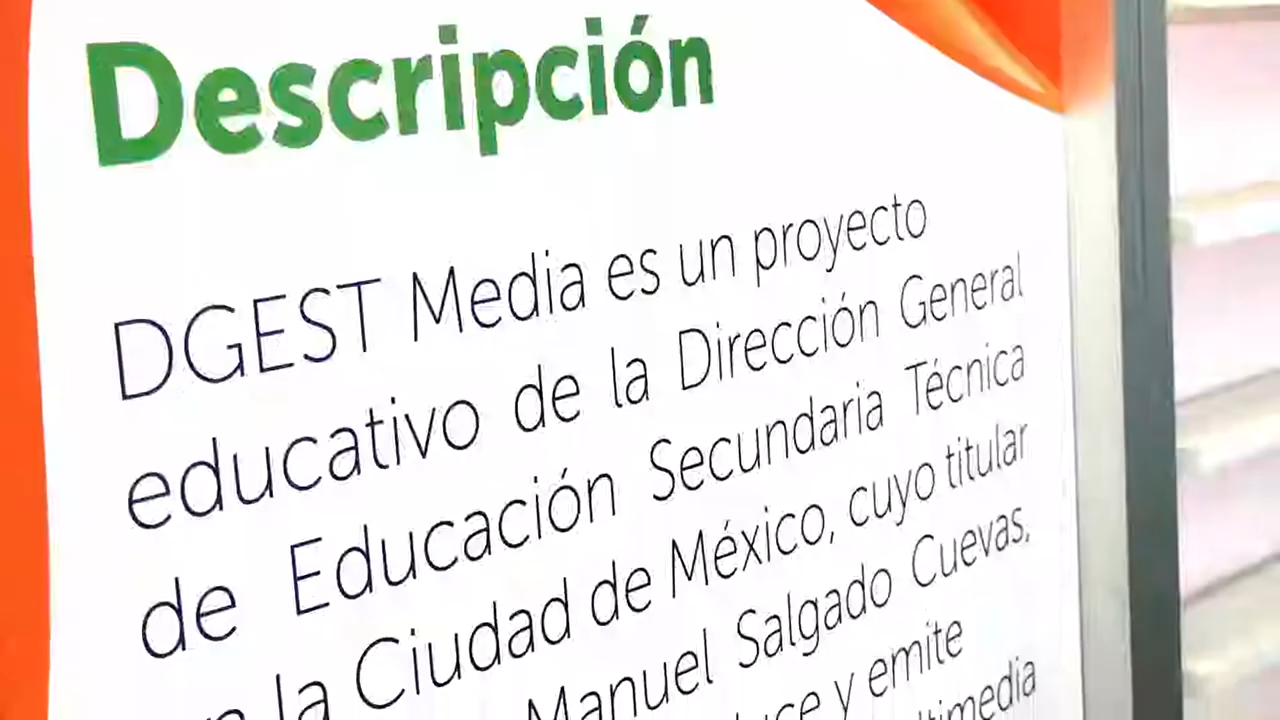 Descripción
DGEST Media es un proyecto
educativo de la Dirección General
de Educación Secundaria Técnica
la Ciudad de México, cuyo titular
Manuel Salgado Cuevas,
y emite